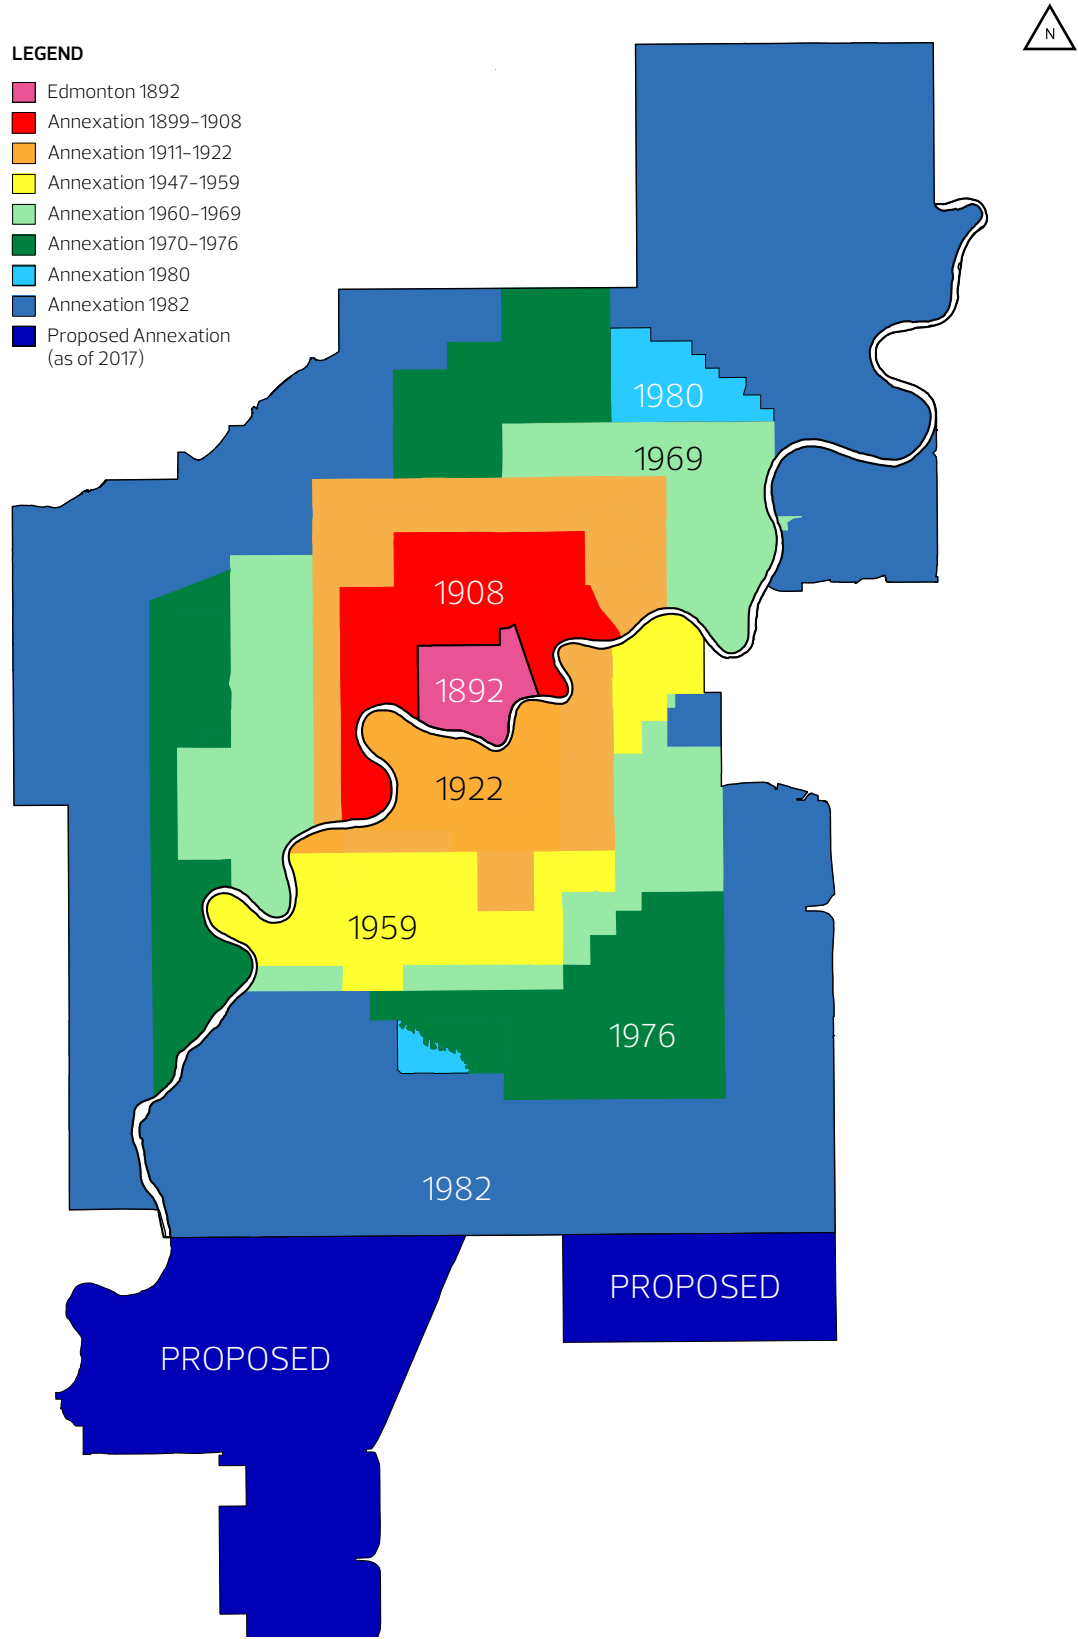 N
LEGEND
Edmonton 1892
Annexation 1899–1908
Annexation 1911–1922
Annexation 1947–1959
Annexation 1960–1969
Annexation 1970–1976
Annexation 1980
Annexation 1982
Proposed Annexation
(as of 2017)
1980
1969
1908
1892
1922
1959
1976
1982
PROPOSED
PROPOSED